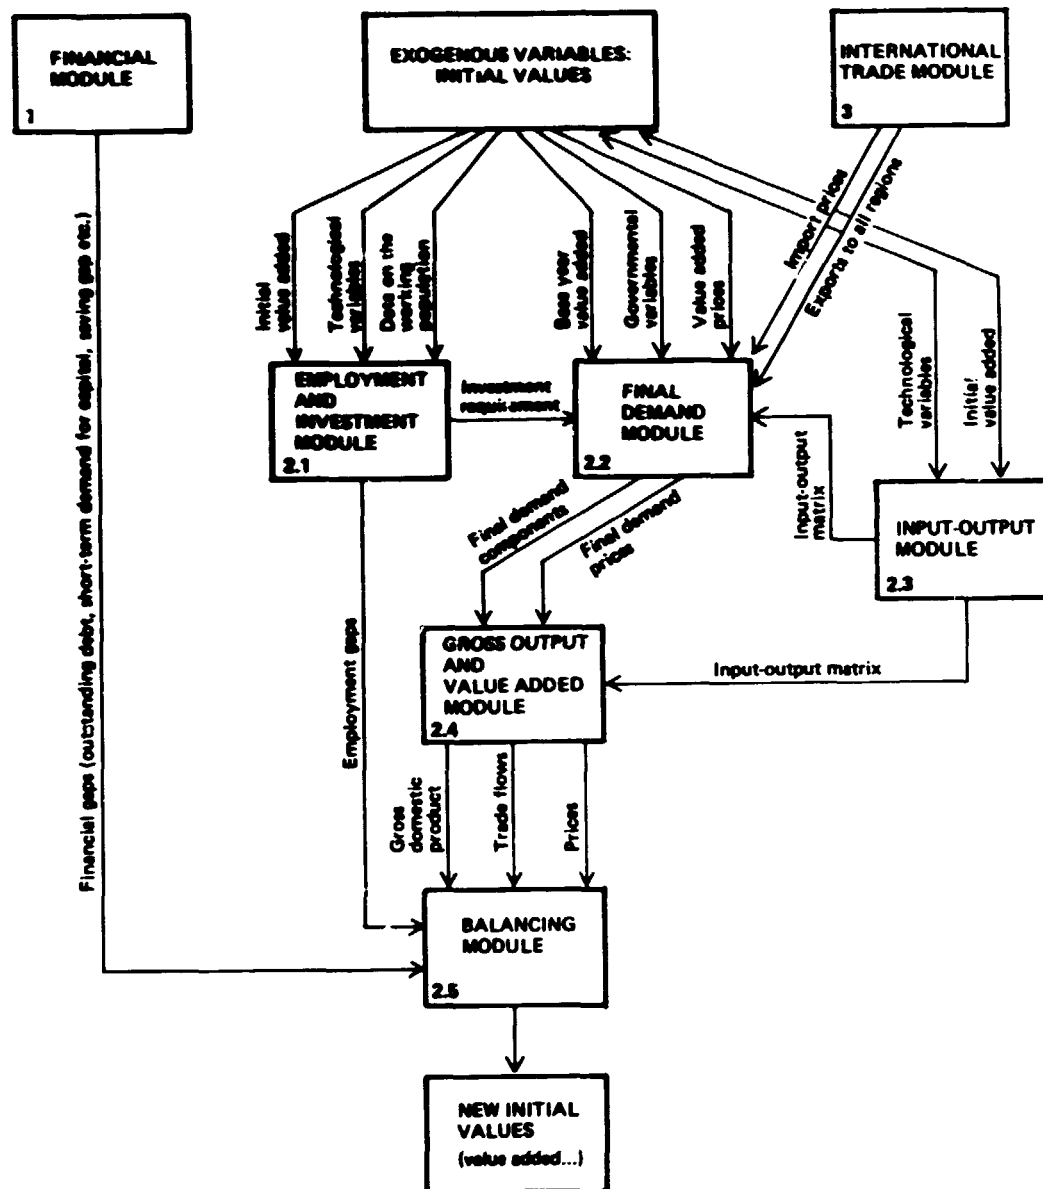 FINANCIAL
MODULE
1
EXOGENOUS VARIABLES:
INITIAL VALUES
INTERNATIONAL
TRADE MODULE
3
Import prices
Exports to all regions
Initial
value added
Technological
variables
Data on the
working
population
Base year
value added
Governmental
variables
Value added
prices
Technological
variables
Initial
value added
EMPLOYMENT
AND
INVESTMENT
MODULE
2.1
Investment
requirement
FINAL
DEMAND
MODULE
2.2
Input-output
matrix
INPUT-OUTPUT
MODULE
2.3
Final demand
components
Final demand
prices
Financial gaps (outstanding debt, short-term demand for capital, saving gap etc.)
Employment gaps
GROSS OUTPUT
AND
VALUE ADDED
MODULE
2.4
Input-output matrix
Gross
domestic
product
Trade flows
Prices
BALANCING
MODULE
2.5
NEW INITIAL
VALUES
(value added...)